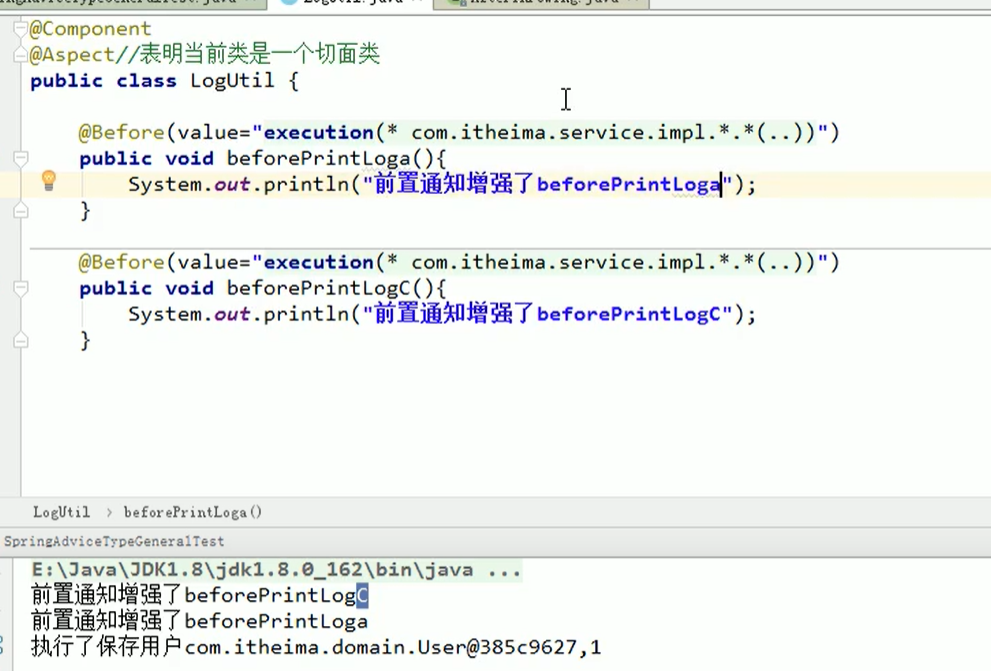 LogUtil.java
@Component
@Aspect//表明当前类是一个切面类
public class LogUtil {
@Before(value="execution(* com.itheima.service.impl.*.*(..))")
public void beforePrintLoga(){
System.out.println("前置通知增强了beforePrintLoga");
}
@Before(value="execution(* com.itheima.service.impl.*.*(..))")
public void beforePrintLogC(){
System.out.println("前置通知增强了beforePrintLogC");
}
LogUtil › beforePrintLoga()
SpringAdviceTypeGeneralTest
E:\Java\JDK1.8\jdk1.8.0_162\bin\java ...
前置通知增强了beforePrintLogC
前置通知增强了beforePrintLoga
执行了保存用户com.itheima.domain.User@385c9627,1